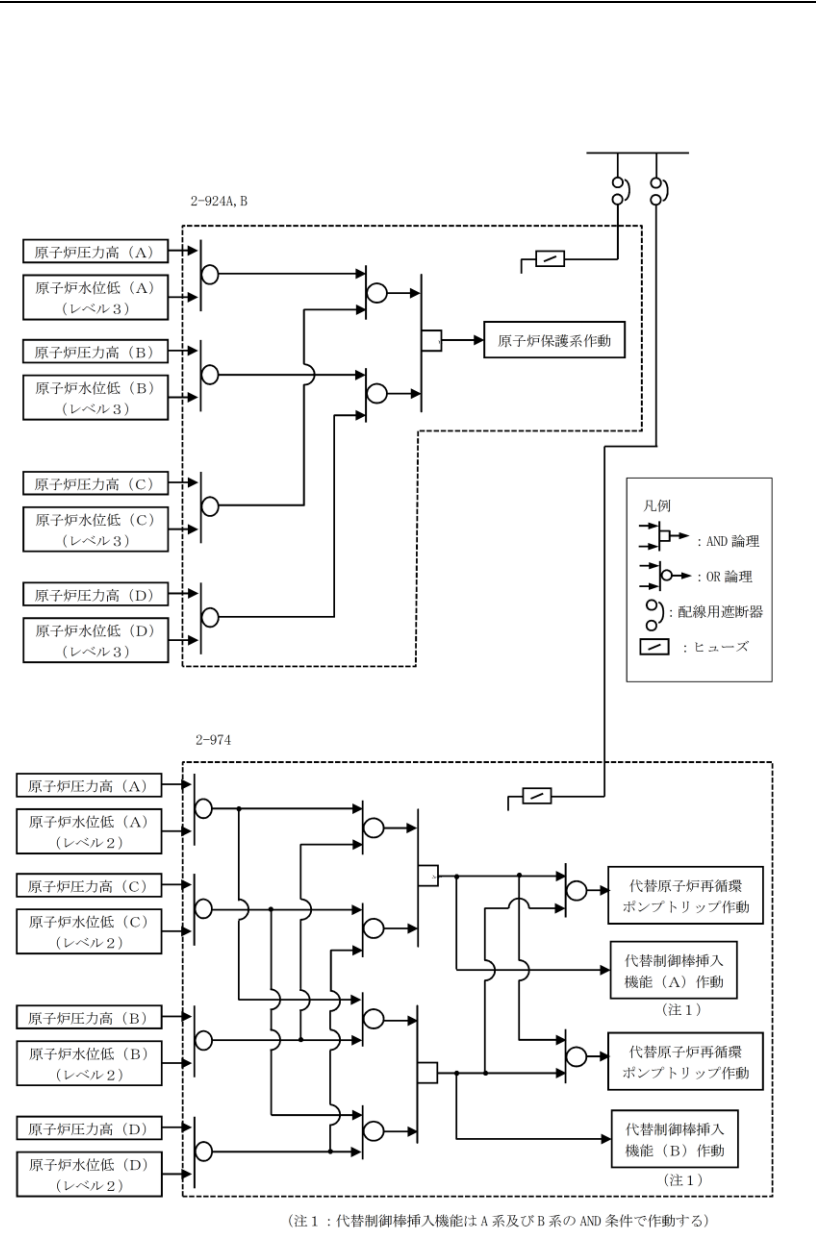 2-924A,B
原子炉圧力高（A）
原子炉水位低（A）
（レベル3）
原子炉圧力高（B）
原子炉水位低（B）
（レベル3）
原子炉圧力高（C）
原子炉水位低（C）
（レベル3）
原子炉圧力高（D）
原子炉水位低（D）
（レベル3）
原子炉保護系作動
凡例
：AND 論理
：OR 論理
：配線用遮断器
：ヒューズ
2-974
原子炉圧力高（A）
原子炉水位低（A）
（レベル2）
原子炉圧力高（C）
原子炉水位低（C）
（レベル2）
原子炉圧力高（B）
原子炉水位低（B）
（レベル2）
原子炉圧力高（D）
原子炉水位低（D）
（レベル2）
代替原子炉再循環
ポンプトリップ作動
代替制御棒挿入
機能（A）作動
（注1）
代替原子炉再循環
ポンプトリップ作動
代替制御棒挿入
機能（B）作動
（注1）
（注1：代替制御棒挿入機能は A 系及び B 系の AND 条件で作動する）